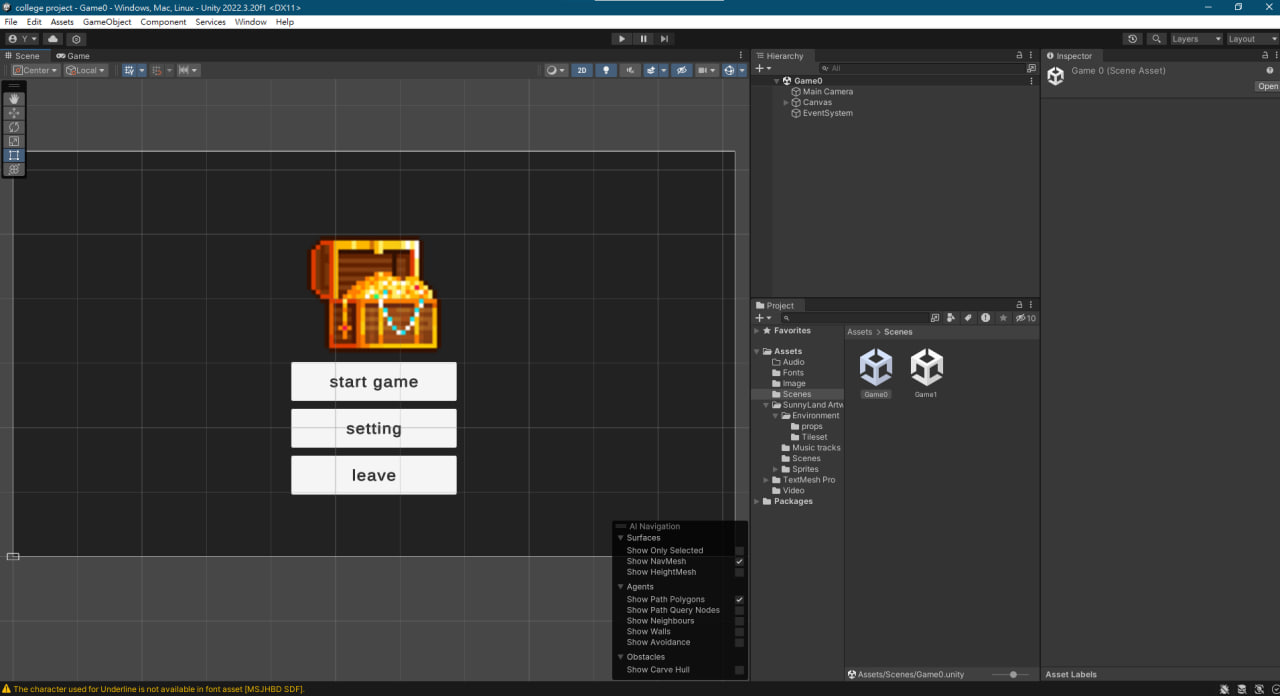 college project - Game0 - Windows, Mac, Linux - Unity 2022.3.20f1 <DX11>
File Edit Assets GameObject Component Services Window Help
Y
Layers Layout
Scene Game
Center Local 2D
start game
setting
leave
AI Navigation
Surfaces
Show Only Selected
Show NavMesh
Show HeightMesh
Agents
Show Path Polygons
Show Path Query Nodes
Show Neighbours
Show Walls
Show Avoidance
Obstacles
Show Carve Hull
Hierarchy
All
Game0
Main Camera
Canvas
EventSystem
Project
10
Favorites
Assets
Audio
Fonts
Image
Scenes
SunnyLand Artw
Environment
props
Tileset
Music tracks
Scenes
Sprites
TextMesh Pro
Video
Packages
Assets > Scenes
Game0 Game1
Assets/Scenes/Game0.unity
Inspector
Game 0 (Scene Asset)
Open
Asset Labels
The character used for Underline is not available in font asset [MSJHBD SDF].